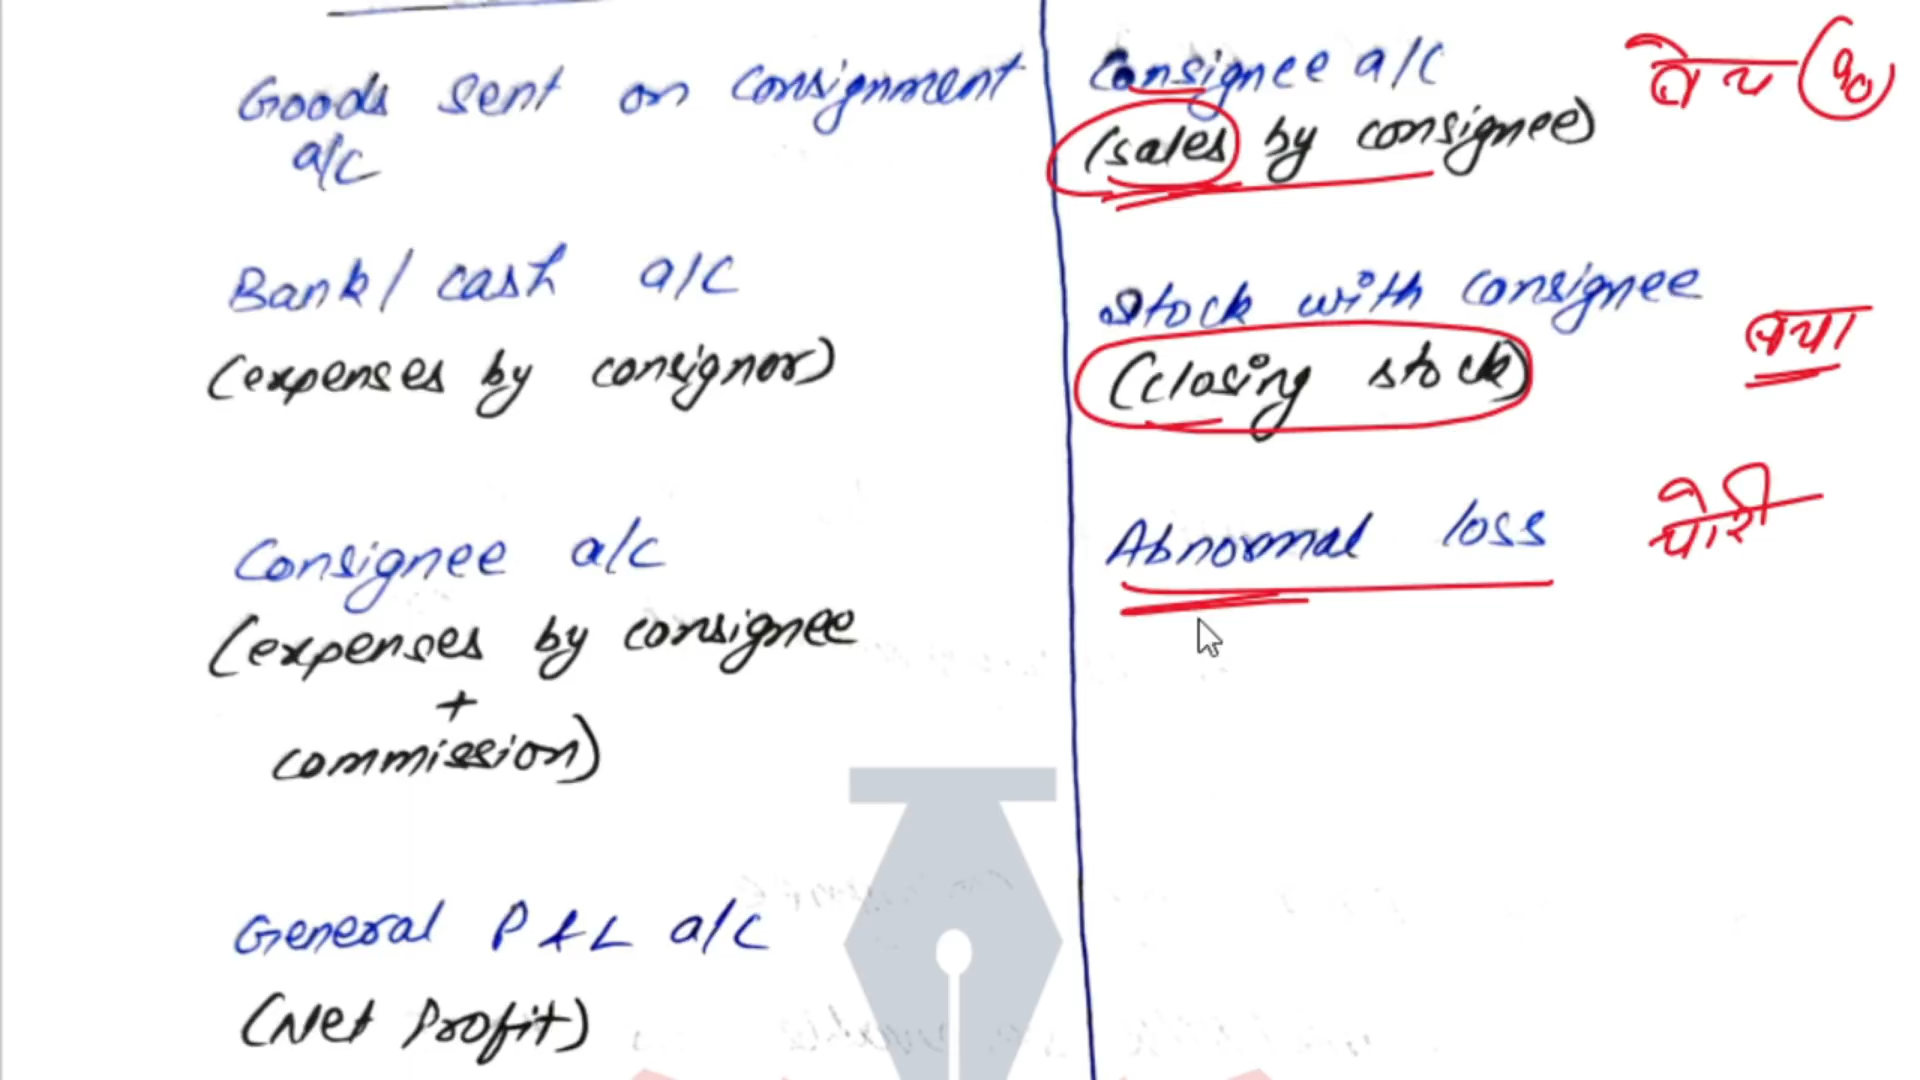 Goods sent on consignment
a/c
Bank/ cash a/c
(expenses by consignor)
Consignee a/c
(expenses by consignee
+
commission)
General P & L a/c
(Net Profit)
Consignee a/c
(sales by consignee)
Stock with consignee
(closing stock)
Abnormal loss
90
बचा
चोरी